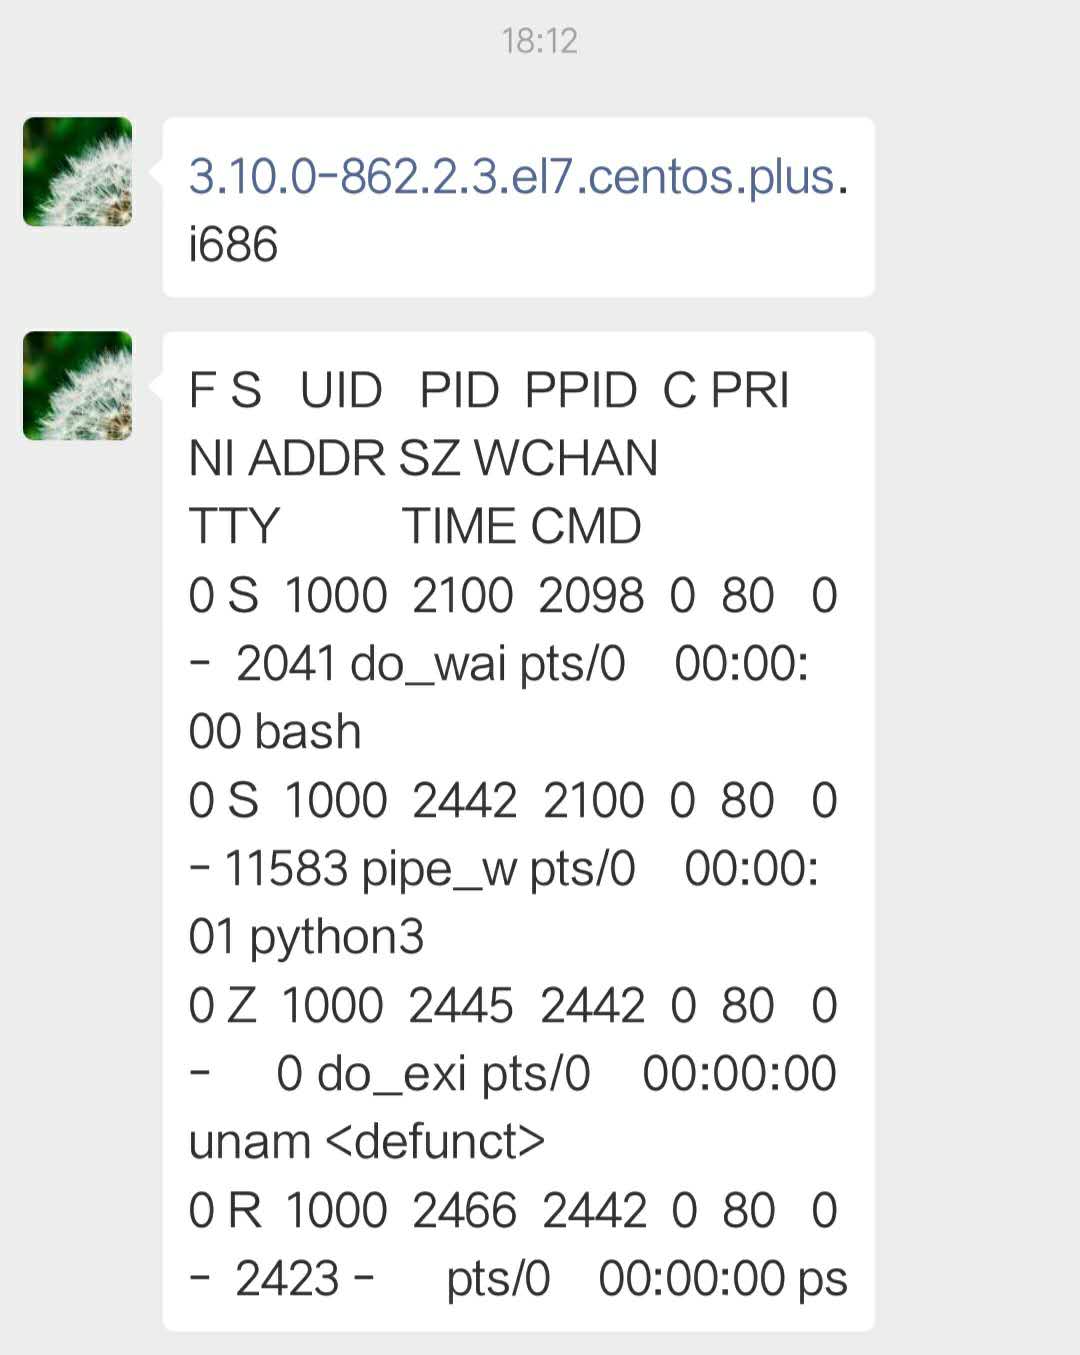 18:12
3.10.0-862.2.3.el7.centos.plus.
i686
F S UID PID PPID C PRI
NI ADDR SZ WCHAN
TTY TIME CMD
0 S 1000 2100 2098 0 80 0
- 2041 do_wai pts/0 00:00:
00 bash
0 S 1000 2442 2100 0 80 0
- 11583 pipe_w pts/0 00:00:
01 python3
0 Z 1000 2445 2442 0 80 0
- 0 do_exi pts/0 00:00:00
unam <defunct>
0 R 1000 2466 2442 0 80 0
- 2423 - pts/0 00:00:00 ps